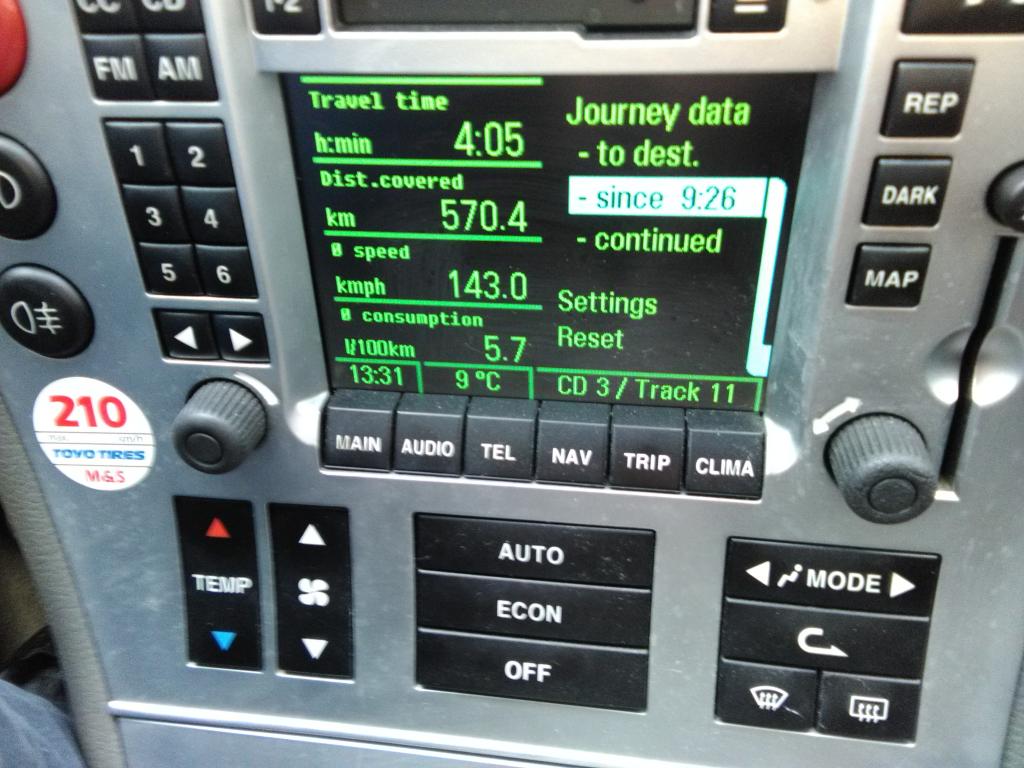 FM AM
1 2
3 4
5 6
Travel time
h:min 4:05
Dist.covered
km 570.4
Ø speed
kmph 143.0
Ø consumption
l/100km 5.7
13:31 9 °C CD 3 / Track 11
Journey data
- to dest.
- since 9:26
- continued
Settings
Reset
REP
DARK
MAP
MAIN AUDIO TEL NAV TRIP CLIMA
210
max. km/h
TOYO TIRES
M&S
TEMP
AUTO
ECON
OFF
MODE